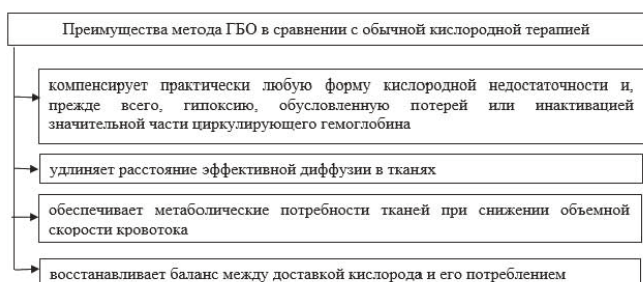 Преимущества метода ГБО в сравнении с обычной кислородной терапией
компенсирует практически любую форму кислородной недостаточности и,
прежде всего, гипоксию, обусловленную потерей или инактивацией
значительной части циркулирующего гемоглобина
удлиняет расстояние эффективной диффузии в тканях
обеспечивает метаболические потребности тканей при снижении объемной
скорости кровотока
восстанавливает баланс между доставкой кислорода и его потреблением